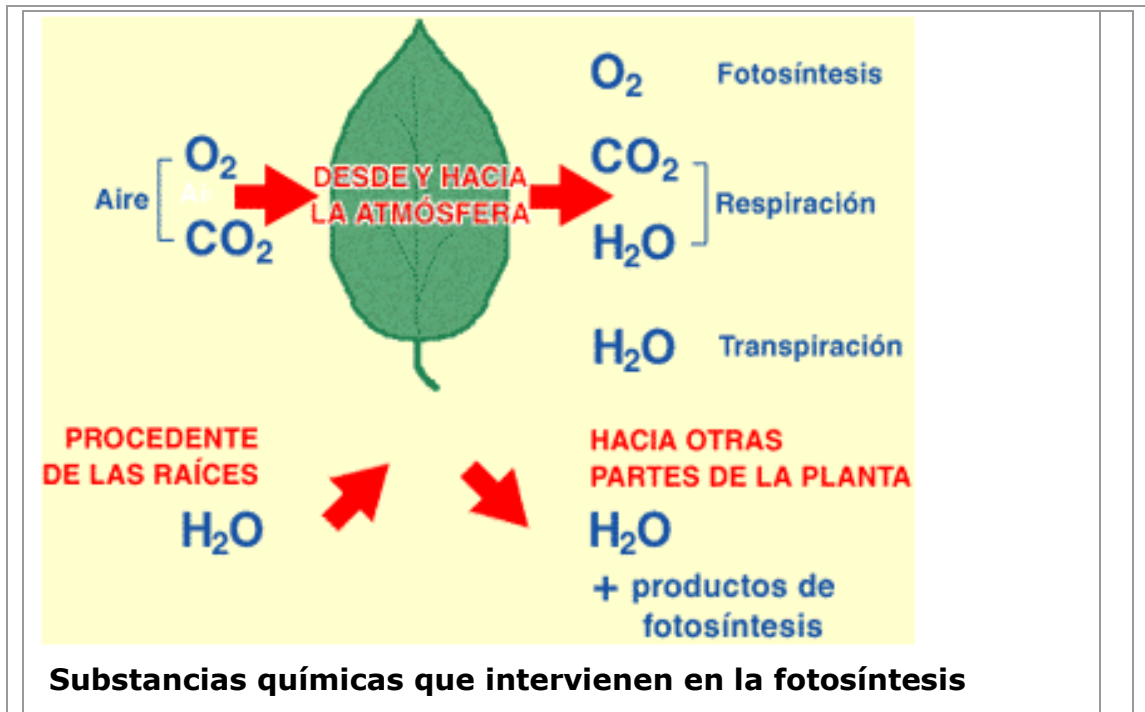 O₂ Fotosíntesis
Aire
O₂
CO₂
DESDE Y HACIA
LA ATMÓSFERA
CO₂
H₂O
Respiración
H₂O Transpiración
PROCEDENTE
DE LAS RAÍCES
H₂O
HACIA OTRAS
PARTES DE LA PLANTA
H₂O
+ productos de
fotosíntesis
Substancias químicas que intervienen en la fotosíntesis